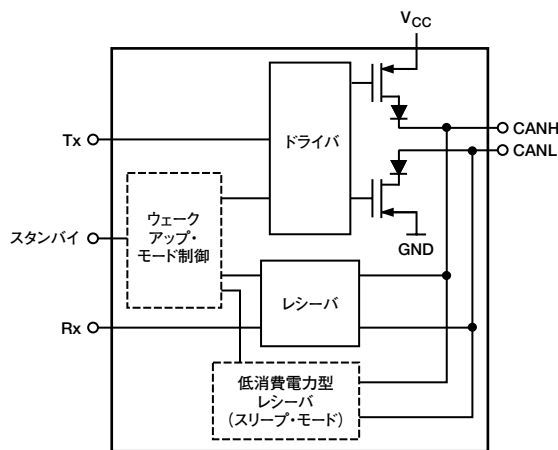 VCC
CANH
CANL
Tx
ドライバ
ウェーク
アップ・
モード制御
スタンバイ
GND
レシーバ
Rx
低消費電力型
レシーバ
(スリープ・モード)